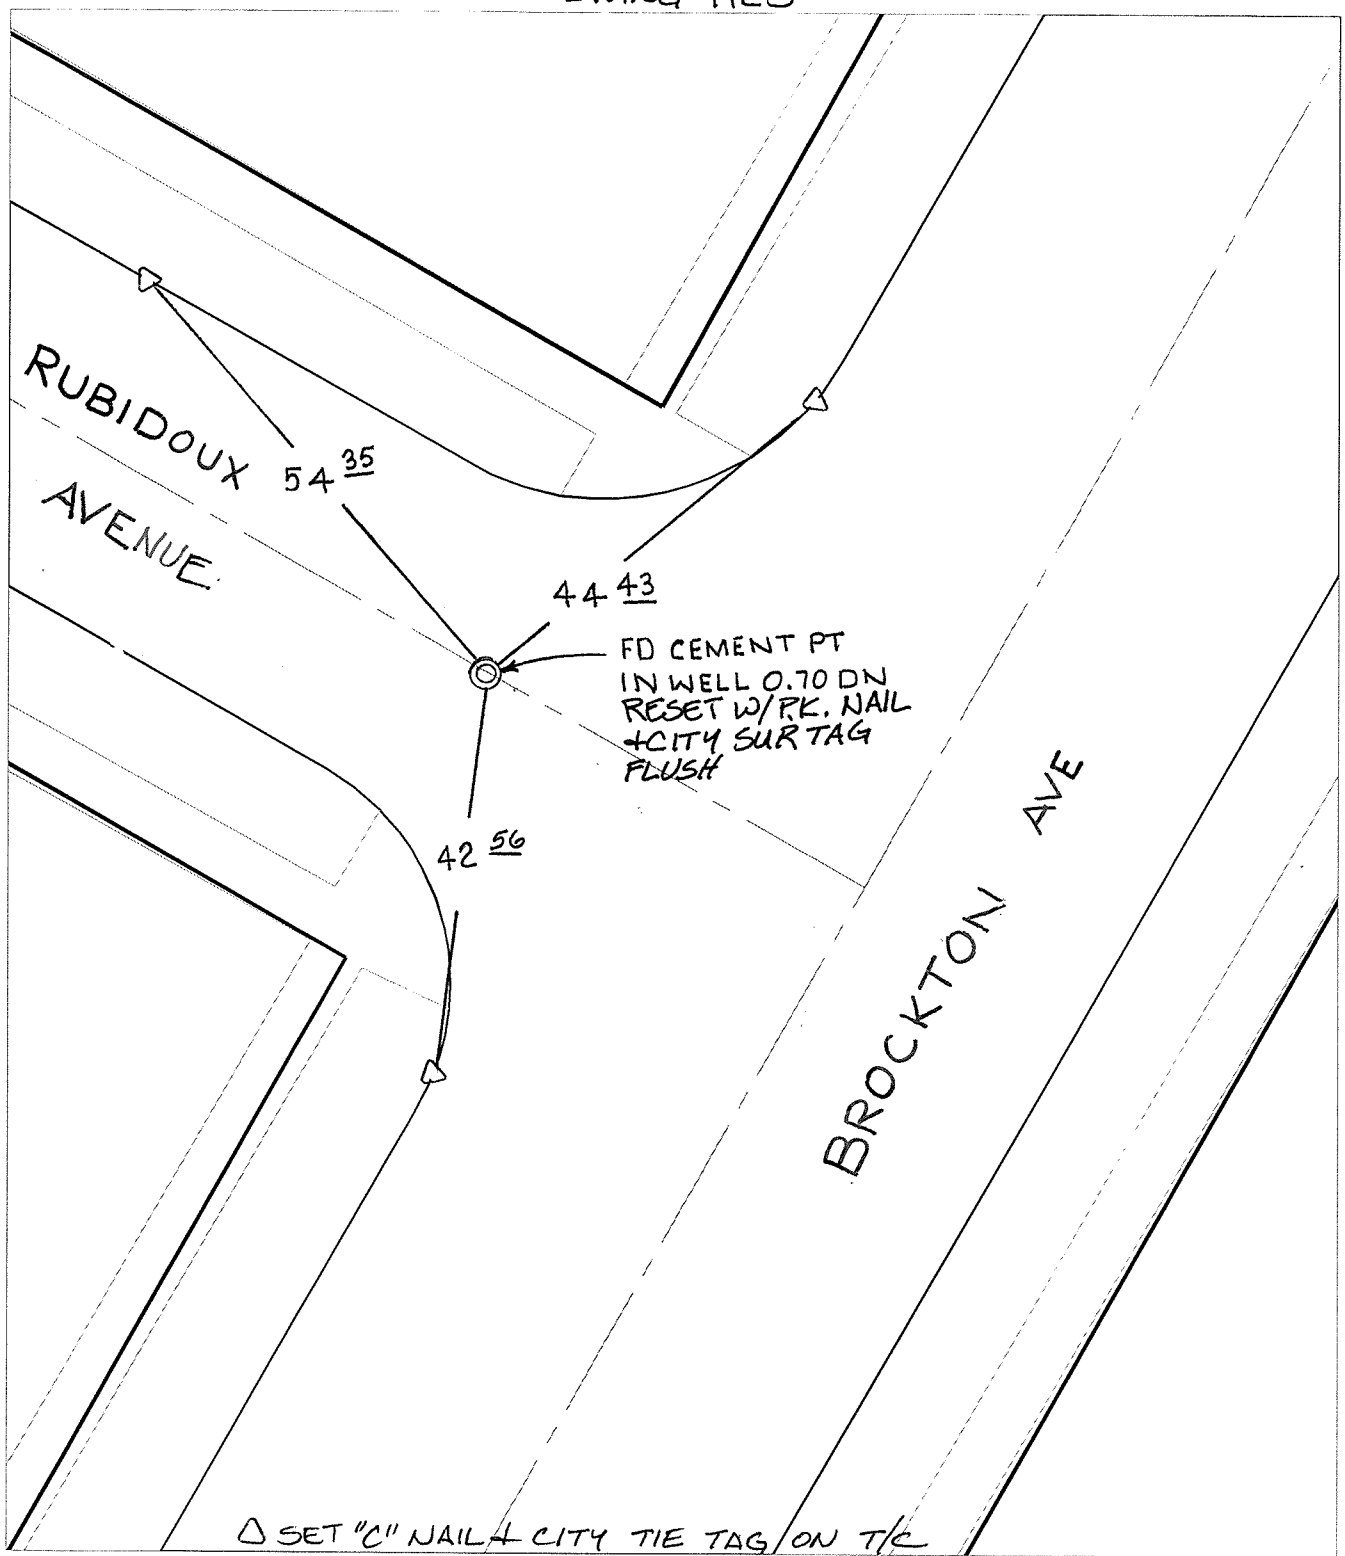 TIES
RUBIDOUX
AVENUE.
54 35
44 43
FD CEMENT PT
IN WELL 0.70 DN
RESET W/P.K. NAIL
+CITY SUR TAG
FLUSH
42 56
BROCKTON AVE
△ SET "C" NAIL + CITY TIE TAG ON T/C